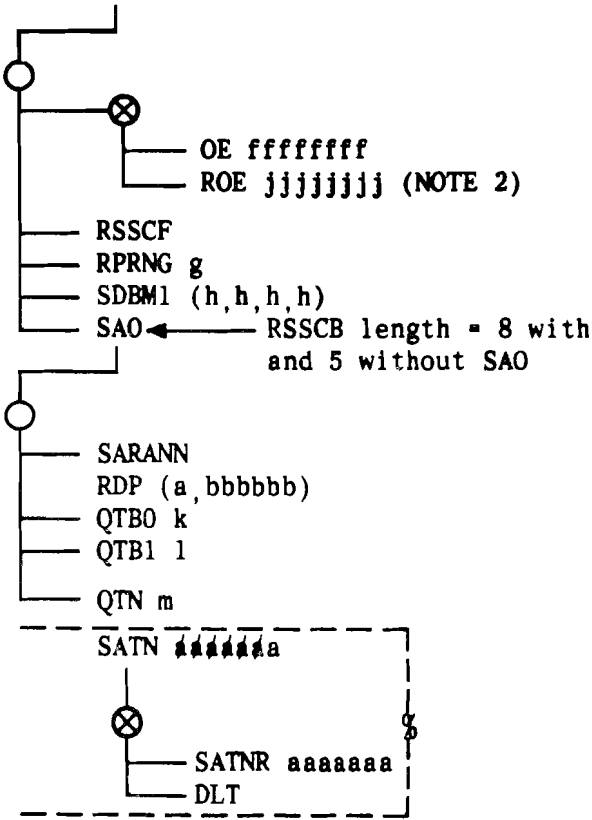 OE ffffffff
ROE jjjjjjjj (NOTE 2)
RSSCF
RPRNG g
SDBM1 (h,h,h,h)
SAO RSSCB length = 8 with
and 5 without SAO
SARANN
RDP (a,bbbbbb)
QTB0 k
QTB1 l
QTN m
SATN aaaaaaa
%
SATNR aaaaaaa
DLT